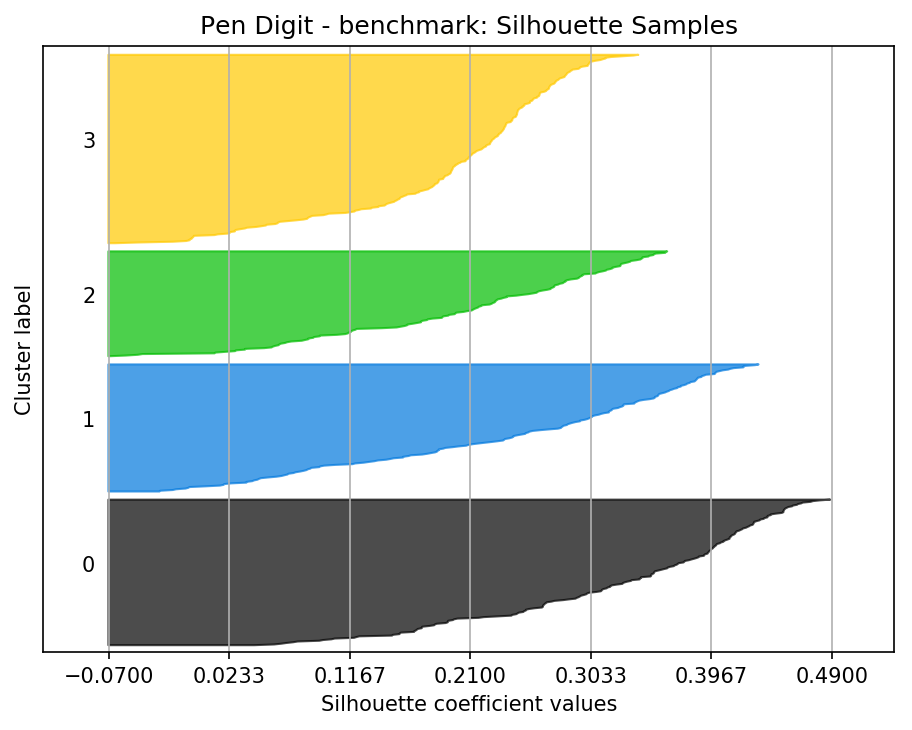 Pen Digit - benchmark: Silhouette Samples
3
2
1
0
Cluster label
−0.0700 0.0233 0.1167 0.2100 0.3033 0.3967 0.4900
Silhouette coefficient values